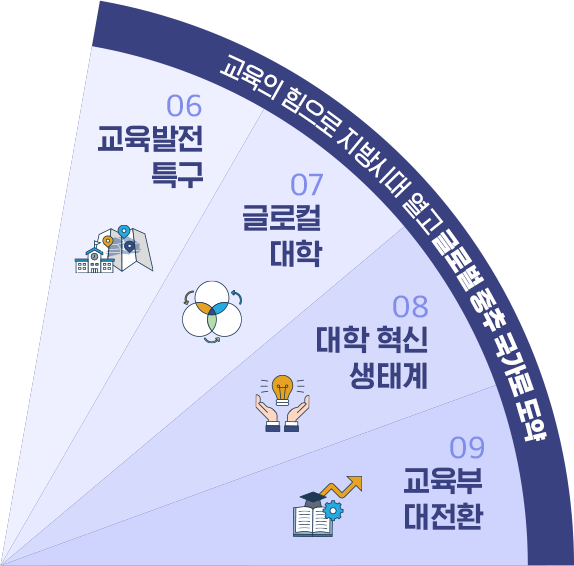 교육의 힘으로 지방시대 열고 글로벌 중추 국가로 도약
06
교육발전
특구
07
글로컬
대학
08
대학 혁신
생태계
09
교육부
대전환